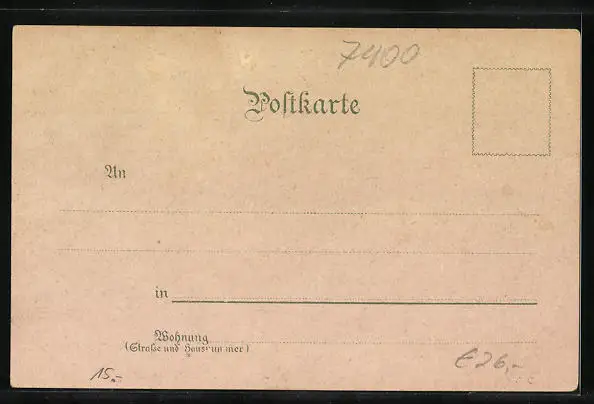 7400
Postkarte
An
in
Wohnung
(Straße und Hausnummer)
15.-
€ 26,-